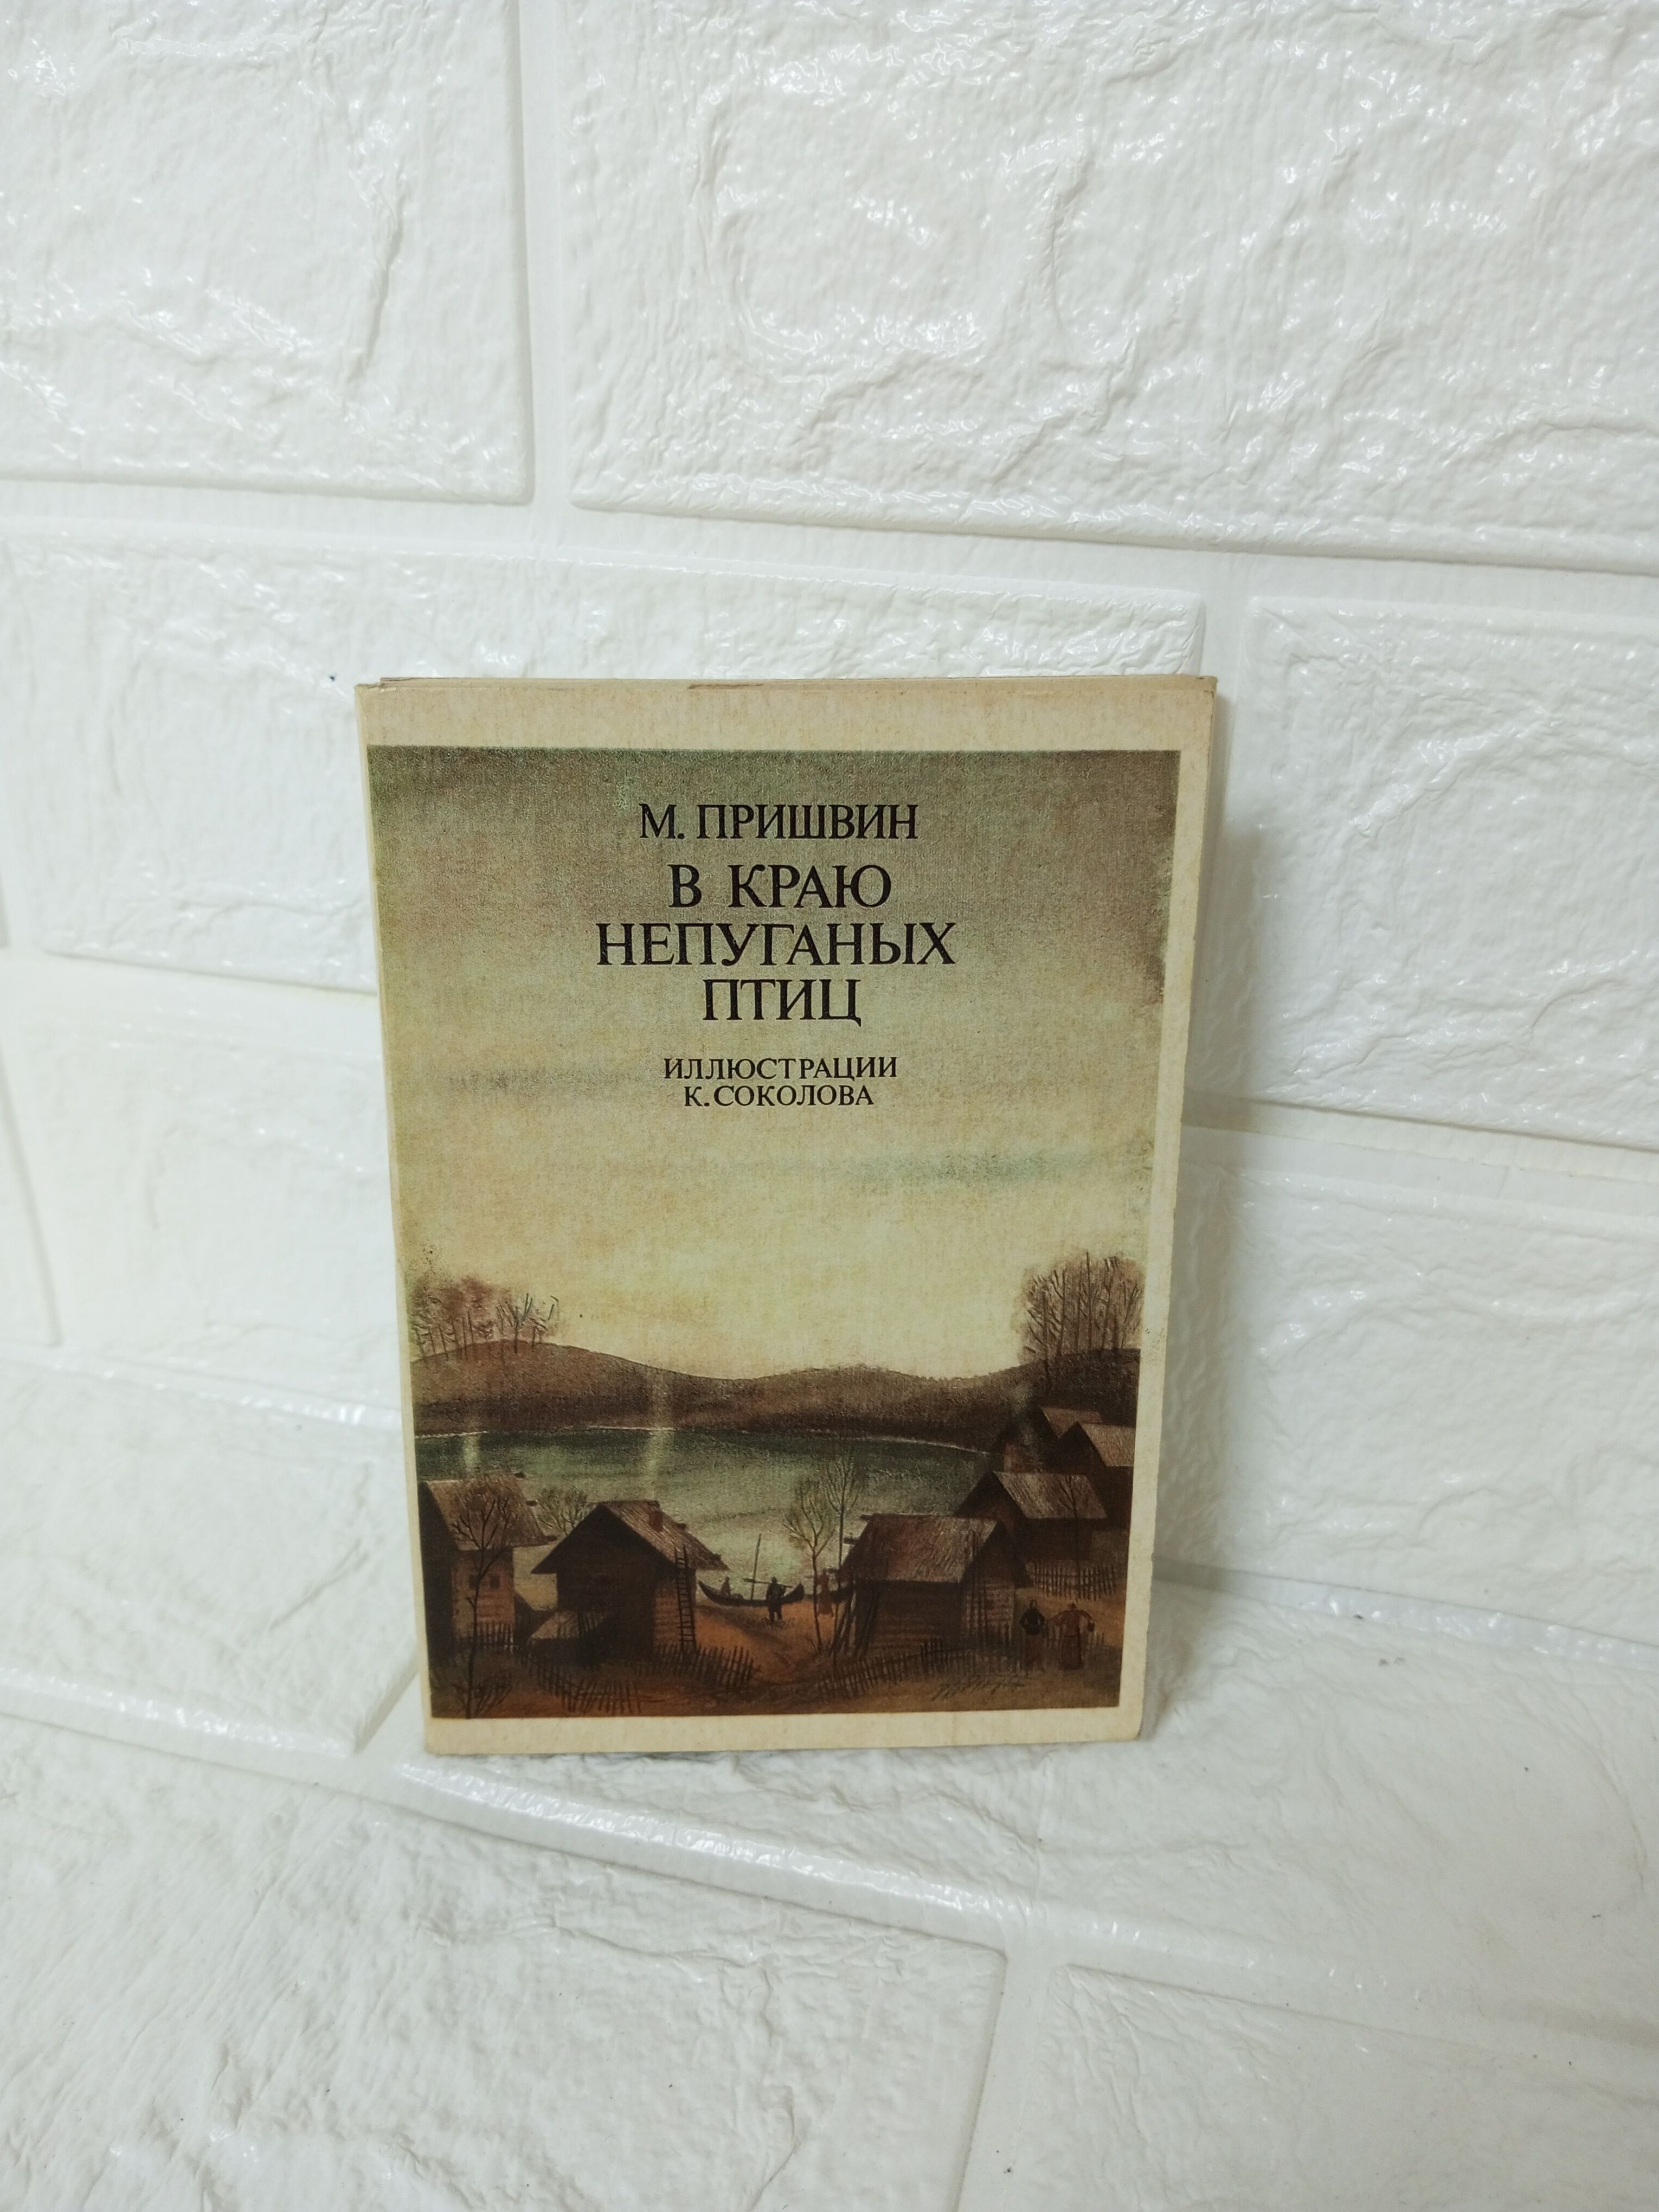 М. ПРИШВИН
В КРАЮ
НЕПУГАНЫХ
ПТИЦ
ИЛЛЮСТРАЦИИ
К. СОКОЛОВА